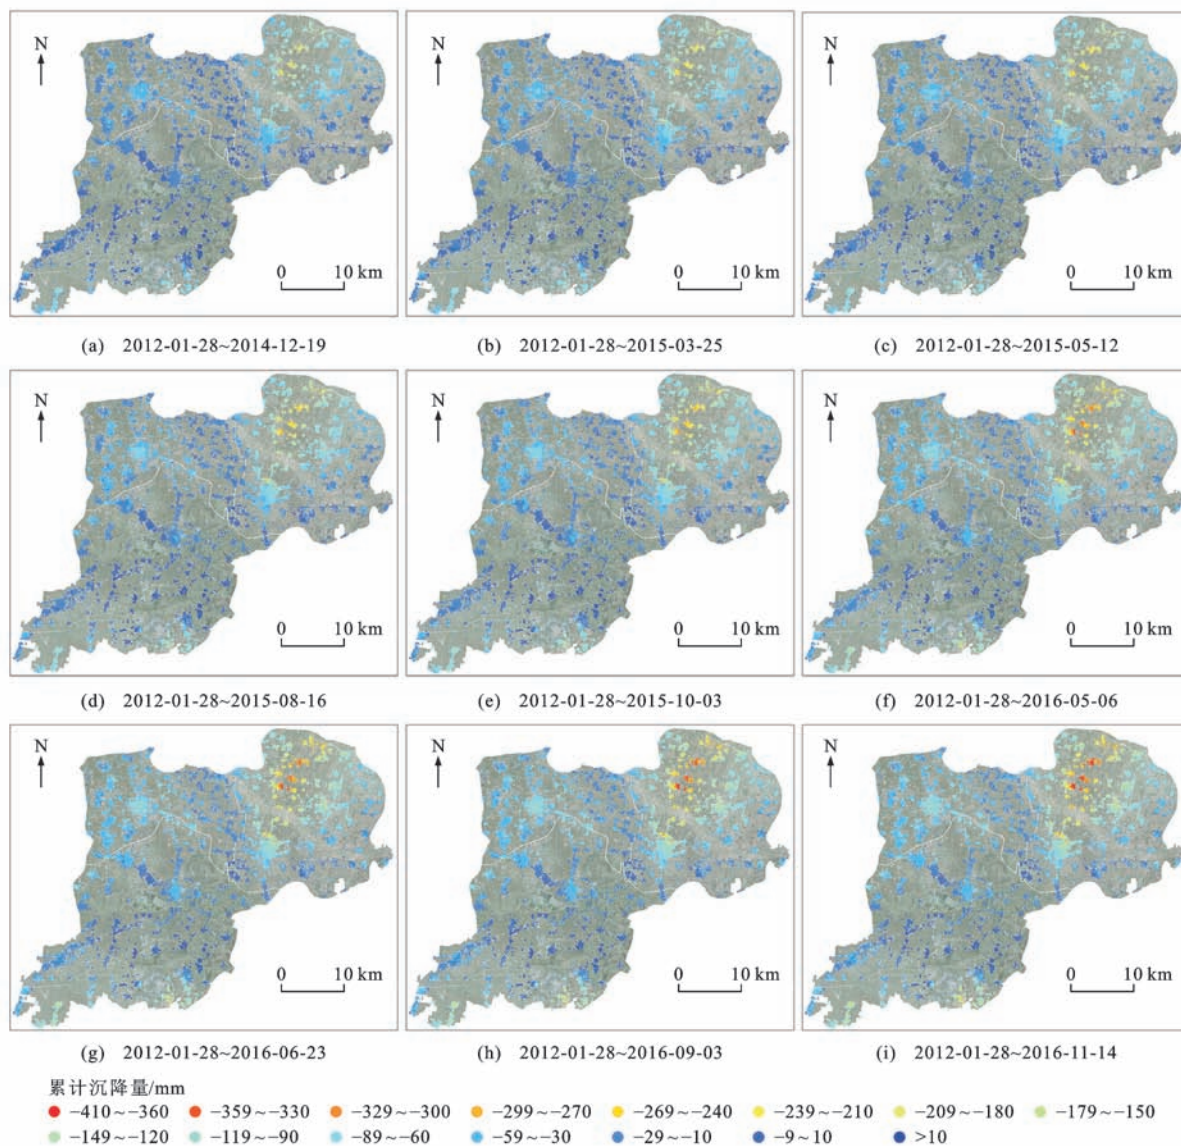 N
N
N
0 10 km
0 10 km
0 10 km
(a) 2012-01-28~2014-12-19
(b) 2012-01-28~2015-03-25
(c) 2012-01-28~2015-05-12
N
N
N
0 10 km
0 10 km
0 10 km
(d) 2012-01-28~2015-08-16
(e) 2012-01-28~2015-10-03
(f) 2012-01-28~2016-05-06
N
N
N
0 10 km
0 10 km
0 10 km
(g) 2012-01-28~2016-06-23
(h) 2012-01-28~2016-09-03
(i) 2012-01-28~2016-11-14
累计沉降量/mm
−410～−360 −359～−330 −329～−300 −299～−270 −269～−240 −239～−210 −209～−180 −179～−150
−149～−120 −119～−90 −89～−60 −59～−30 −29～−10 −9～10 >10